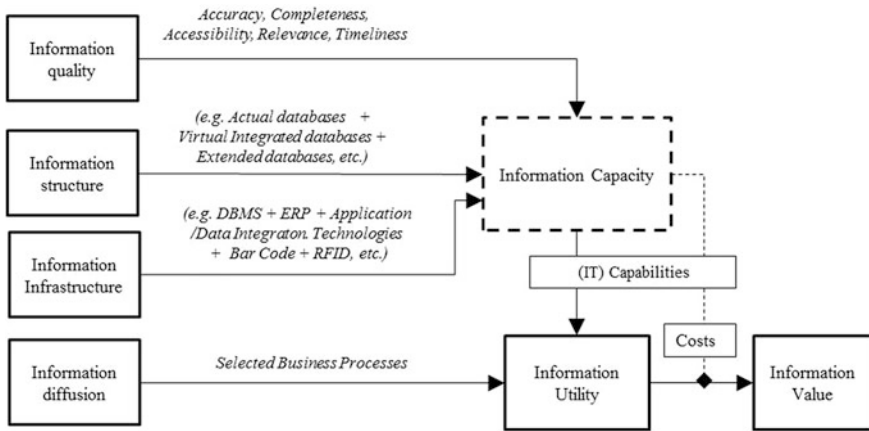 Accuracy, Completeness,
Accessibility, Relevance, Timeliness
Information
quality
(e.g. Actual databases +
Virtual Integrated databases +
Extended databases, etc.)
Information
structure
Information Capacity
(e.g. DBMS + ERP + Application
/Data Integraton. Technologies
+ Bar Code + RFID, etc.)
Information
Infrastructure
(IT) Capabilities
Costs
Selected Business Processes
Information
diffusion
Information
Utility
Information
Value